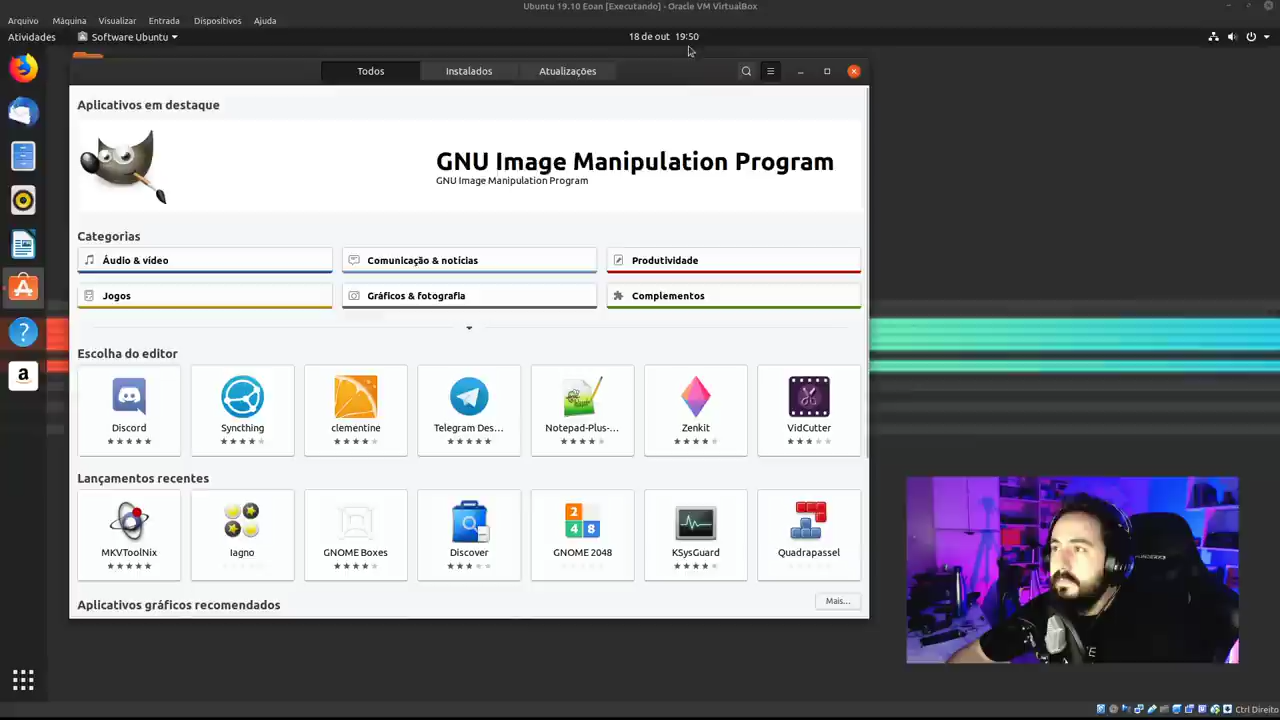 Ubuntu 19.10 Eoan [Executando] - Oracle VM VirtualBox
Arquivo Máquina Visualizar Entrada Dispositivos Ajuda
Atividades Software Ubuntu 18 de out 19:50
Todos Instalados Atualizações
Aplicativos em destaque
GNU Image Manipulation Program
GNU Image Manipulation Program
Categorias
Áudio & vídeo Comunicação & notícias Produtividade
Jogos Gráficos & fotografia Complementos
Escolha do editor
Discord Syncthing clementine Telegram Des... Notepad-Plus-... Zenkit VidCutter
Lançamentos recentes
2
4 8
MKVToolNix Iagno GNOME Boxes Discover GNOME 2048 KSysGuard Quadrapassel
Aplicativos gráficos recomendados Mais...
Ctrl Direito